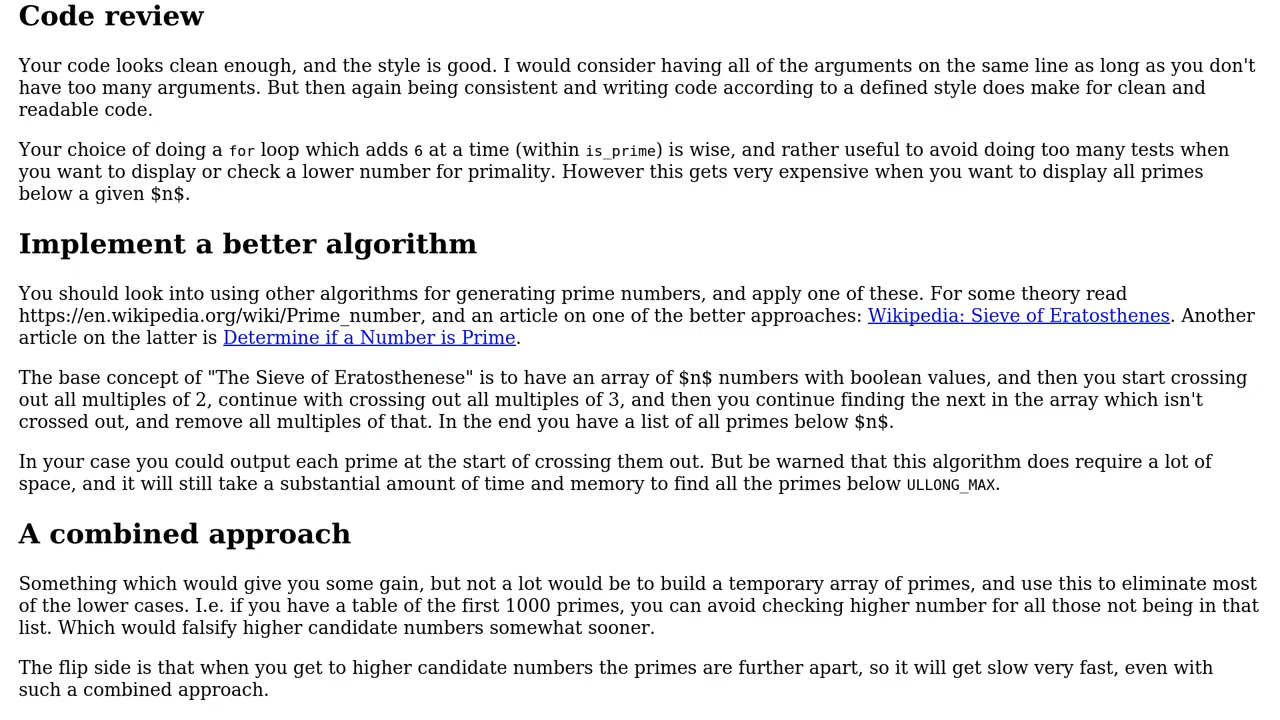 Code review
Your code looks clean enough, and the style is good. I would consider having all of the arguments on the same line as long as you don't
have too many arguments. But then again being consistent and writing code according to a defined style does make for clean and
readable code.
Your choice of doing a for loop which adds 6 at a time (within is_prime) is wise, and rather useful to avoid doing too many tests when
you want to display or check a lower number for primality. However this gets very expensive when you want to display all primes
below a given $n$.
Implement a better algorithm
You should look into using other algorithms for generating prime numbers, and apply one of these. For some theory read
https://en.wikipedia.org/wiki/Prime_number, and an article on one of the better approaches: Wikipedia: Sieve of Eratosthenes. Another
article on the latter is Determine if a Number is Prime.
The base concept of "The Sieve of Eratosthenese" is to have an array of $n$ numbers with boolean values, and then you start crossing
out all multiples of 2, continue with crossing out all multiples of 3, and then you continue finding the next in the array which isn't
crossed out, and remove all multiples of that. In the end you have a list of all primes below $n$.
In your case you could output each prime at the start of crossing them out. But be warned that this algorithm does require a lot of
space, and it will still take a substantial amount of time and memory to find all the primes below ULLONG_MAX.
A combined approach
Something which would give you some gain, but not a lot would be to build a temporary array of primes, and use this to eliminate most
of the lower cases. I.e. if you have a table of the first 1000 primes, you can avoid checking higher number for all those not being in that
list. Which would falsify higher candidate numbers somewhat sooner.
The flip side is that when you get to higher candidate numbers the primes are further apart, so it will get slow very fast, even with
such a combined approach.